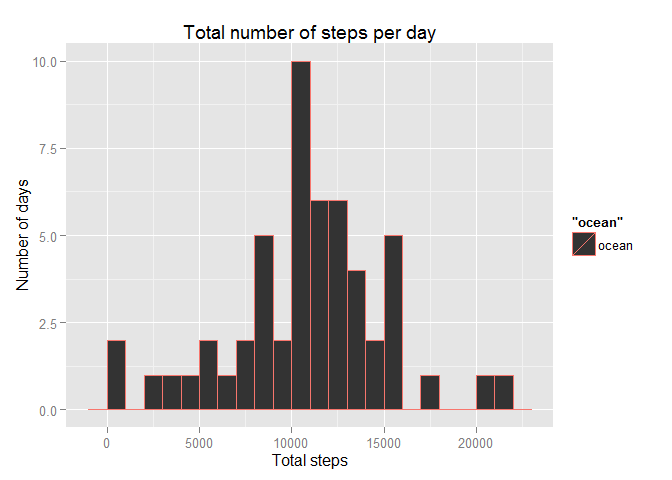 Total number of steps per day
10.0
7.5
5.0
2.5
0.0
Number of days
0 5000 10000 15000 20000
Total steps
"ocean"
ocean